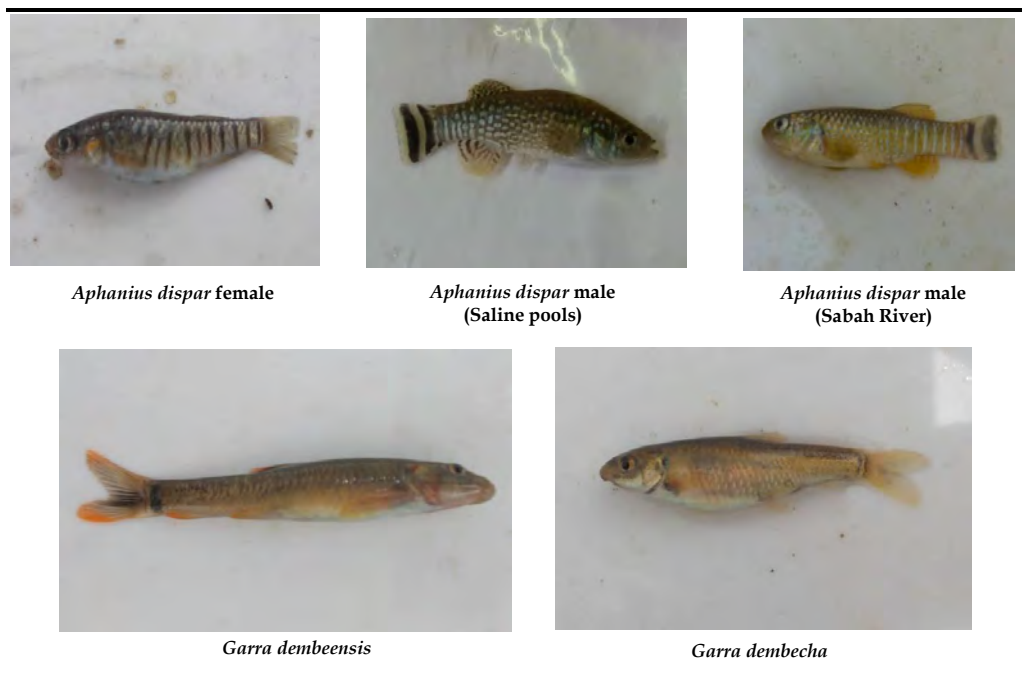 Aphanius dispar female
Aphanius dispar male
(Saline pools)
Aphanius dispar male
(Sabah River)
Garra dembeensis
Garra dembecha